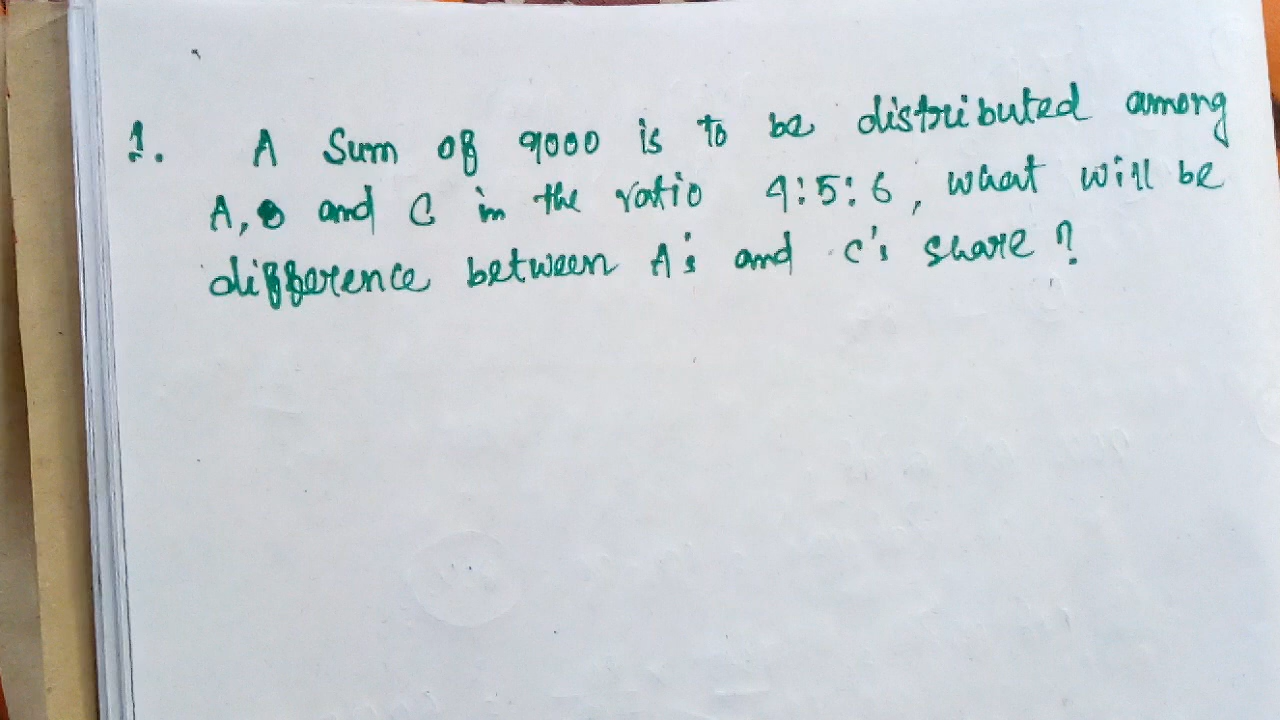 1. A Sum of 9000 is to be distributed among
A, B and C in the ratio 4:5:6, what will be
difference between A's and C's share?